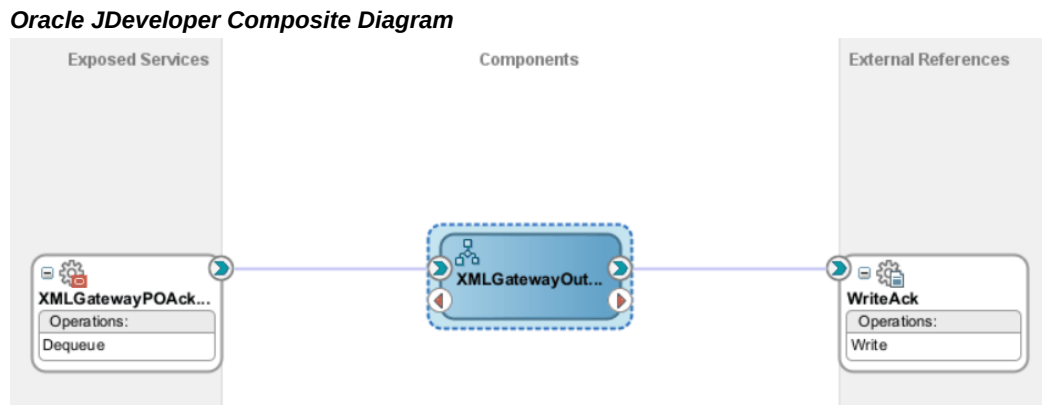 Oracle JDeveloper Composite Diagram
Exposed Services
Components
External References
XMLGatewayPOAck...
Operations:
Dequeue
XMLGatewayOut...
WriteAck
Operations:
Write